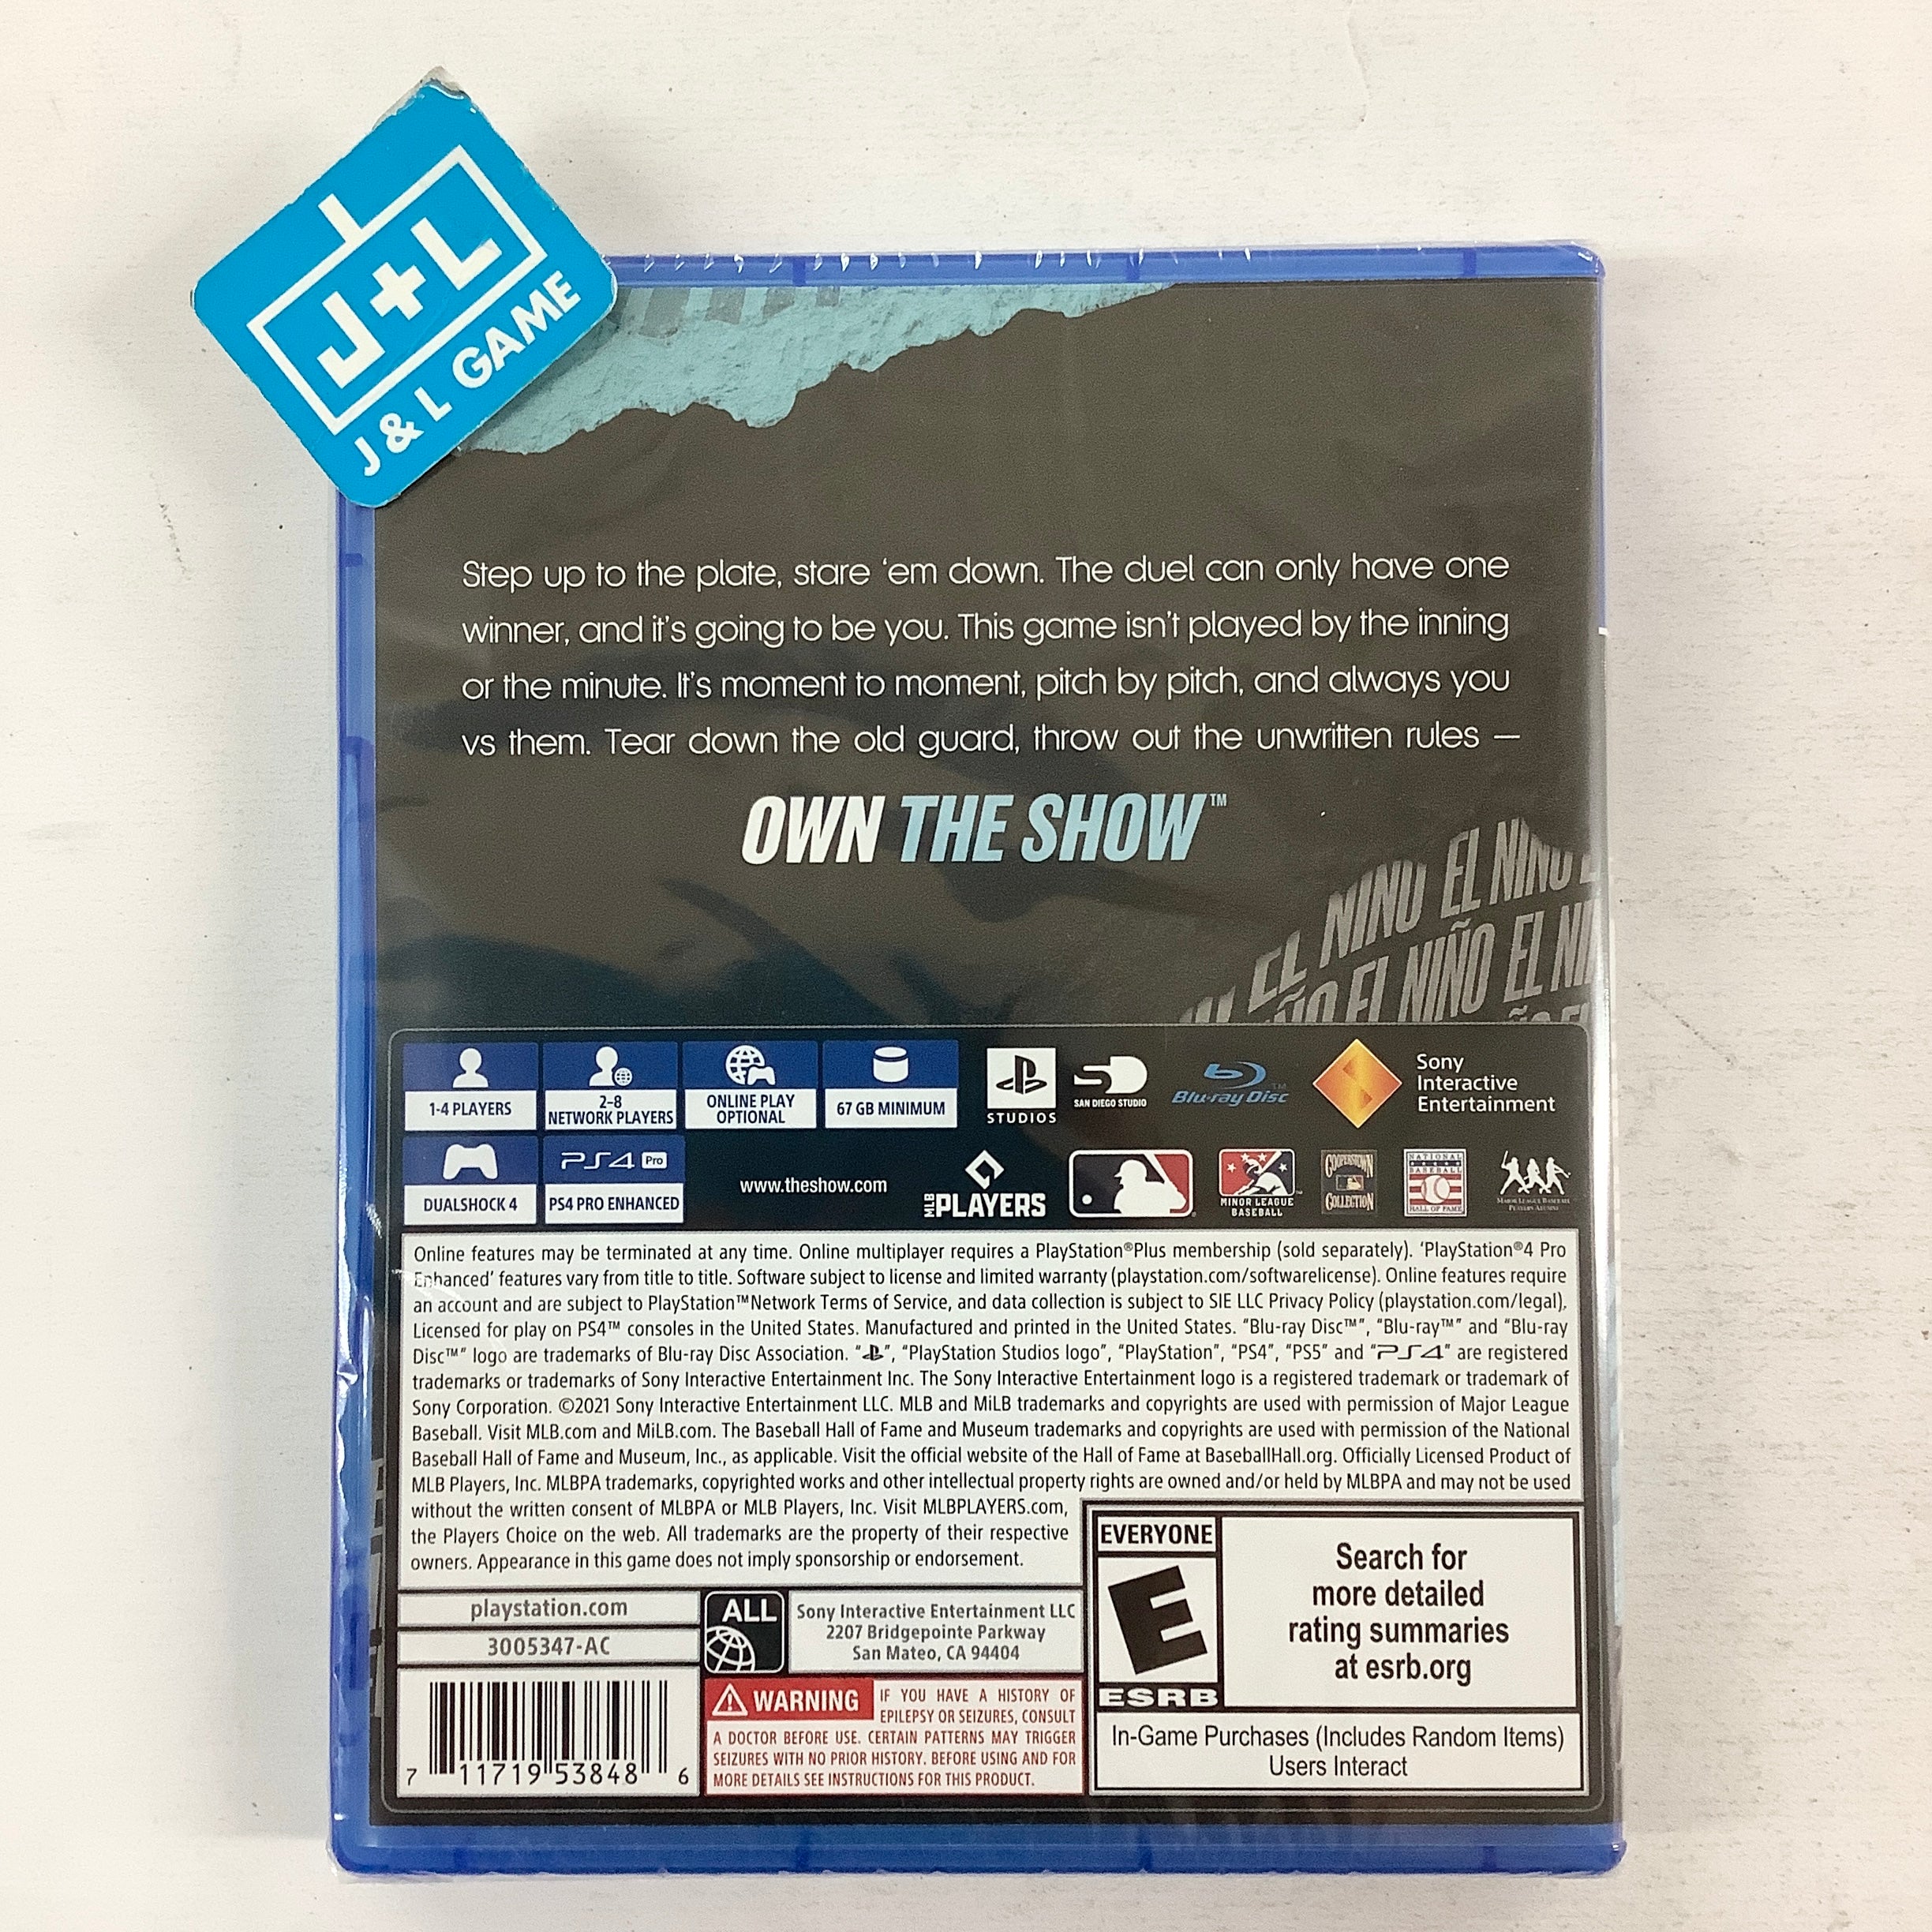 J+L
J & L GAME
Step up to the plate, stare ‘em down. The duel can only have one
winner, and it’s going to be you. This game isn’t played by the inning
or the minute. It’s moment to moment, pitch by pitch, and always you
vs them. Tear down the old guard, throw out the unwritten rules —
OWN THE SHOW™
EL NIÑO EL NIÑO
EL NIÑO EL
1-4 PLAYERS
2-8
NETWORK PLAYERS
ONLINE PLAY
OPTIONAL
67 GB MINIMUM
STUDIOS
SAN DIEGO STUDIO
Blu-ray Disc™
Sony
Interactive
Entertainment
DUALSHOCK 4
PS4 Pro
PS4 PRO ENHANCED
www.theshow.com
MLB PLAYERS
MINOR LEAGUE
BASEBALL
COOPERSTOWN
COLLECTION
NATIONAL
BASEBALL
HALL OF FAME
MAJOR LEAGUE BASEBALL
PLAYERS ALUMNI
Online features may be terminated at any time. Online multiplayer requires a PlayStation®Plus membership (sold separately). ‘PlayStation®4 Pro
Enhanced’ features vary from title to title. Software subject to license and limited warranty (playstation.com/softwarelicense). Online features require
an account and are subject to PlayStation™Network Terms of Service, and data collection is subject to SIE LLC Privacy Policy (playstation.com/legal).
Licensed for play on PS4™ consoles in the United States. Manufactured and printed in the United States. “Blu-ray Disc™”, “Blu-ray™” and “Blu-ray
Disc™” logo are trademarks of Blu-ray Disc Association. “ ”, “PlayStation Studios logo”, “PlayStation”, “PS4”, “PS5” and “PS4” are registered
trademarks or trademarks of Sony Interactive Entertainment Inc. The Sony Interactive Entertainment logo is a registered trademark or trademark of
Sony Corporation. ©2021 Sony Interactive Entertainment LLC. MLB and MiLB trademarks and copyrights are used with permission of Major League
Baseball. Visit MLB.com and MiLB.com. The Baseball Hall of Fame and Museum trademarks and copyrights are used with permission of the National
Baseball Hall of Fame and Museum, Inc., as applicable. Visit the official website of the Hall of Fame at BaseballHall.org. Officially Licensed Product of
MLB Players, Inc. MLBPA trademarks, copyrighted works and other intellectual property rights are owned and/or held by MLBPA and may not be used
without the written consent of MLBPA or MLB Players, Inc. Visit MLBPLAYERS.com,
the Players Choice on the web. All trademarks are the property of their respective
owners. Appearance in this game does not imply sponsorship or endorsement.
playstation.com
3005347-AC
ALL
Sony Interactive Entertainment LLC
2207 Bridgepointe Parkway
San Mateo, CA 94404
7 11719 53848 6
WARNING IF YOU HAVE A HISTORY OF
EPILEPSY OR SEIZURES, CONSULT
A DOCTOR BEFORE USE. CERTAIN PATTERNS MAY TRIGGER
SEIZURES WITH NO PRIOR HISTORY. BEFORE USING AND FOR
MORE DETAILS SEE INSTRUCTIONS FOR THIS PRODUCT.
EVERYONE
E
ESRB
Search for
more detailed
rating summaries
at esrb.org
In-Game Purchases (Includes Random Items)
Users Interact